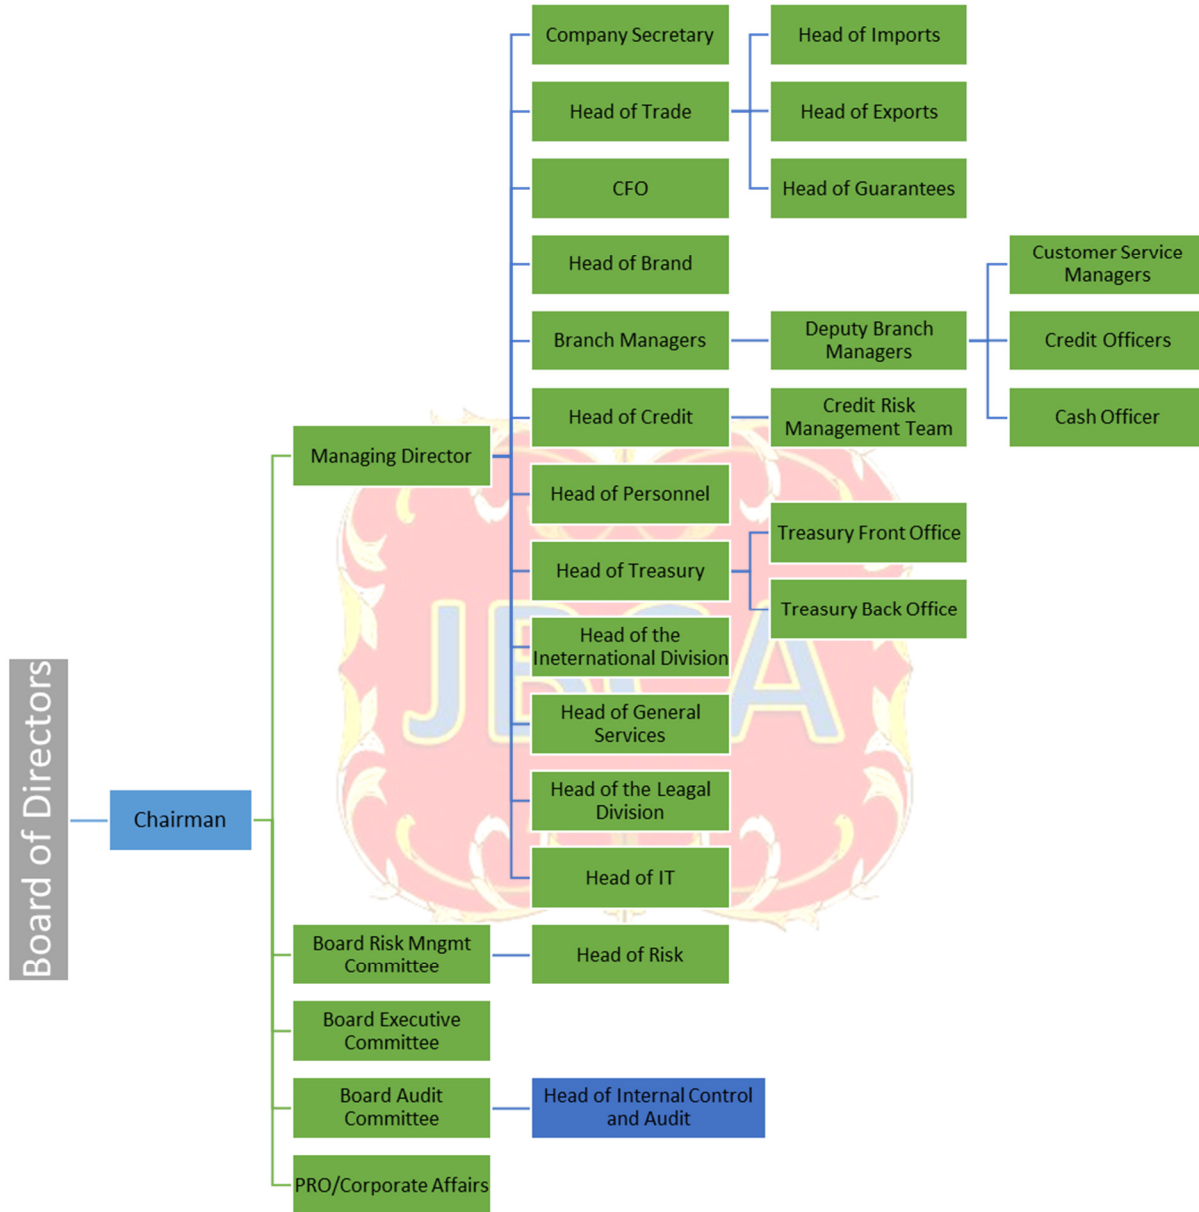 Board of Directors
Chairman
Managing Director
Company Secretary
Head of Trade
Head of Imports
Head of Exports
Head of Guarantees
CFO
Head of Brand
Branch Managers
Deputy Branch
Managers
Customer Service
Managers
Credit Officers
Cash Officer
Head of Credit
Credit Risk
Management Team
Head of Personnel
Head of Treasury
Treasury Front Office
Treasury Back Office
Head of the
Ineternational Division
Head of General
Services
Head of the Leagal
Division
Head of IT
Board Risk Mngmt
Committee
Head of Risk
Board Executive
Committee
Board Audit
Committee
Head of Internal Control
and Audit
PRO/Corporate Affairs